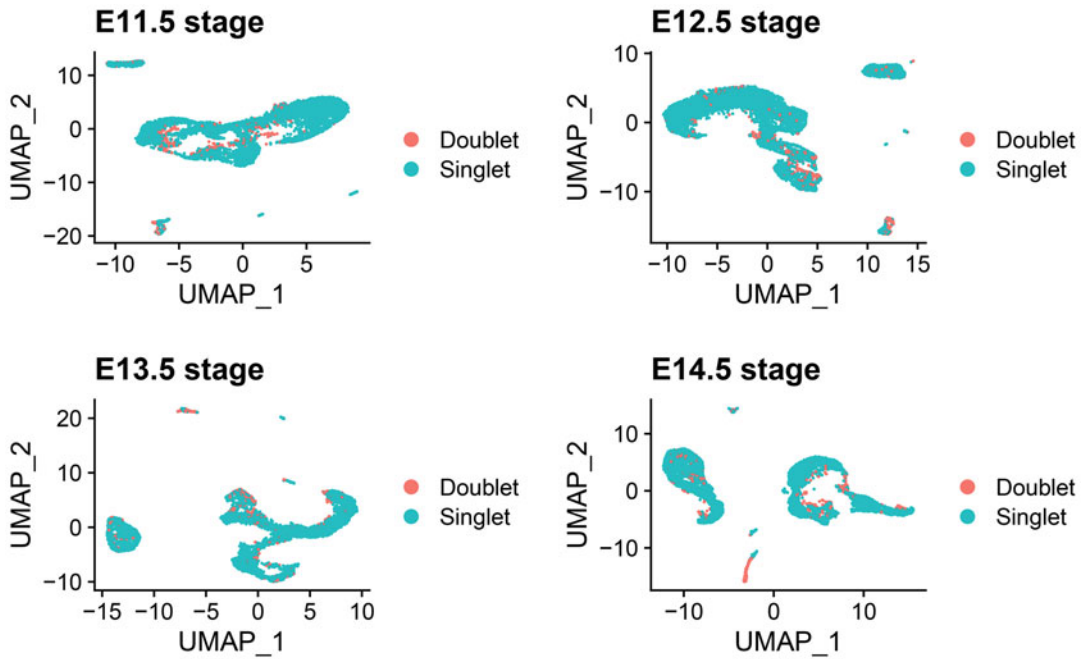 E11.5 stage
UMAP_2
10
0
−10
−20
−10
−5
0
5
UMAP_1
Doublet
Singlet
E12.5 stage
UMAP_2
10
0
−10
−10
−5
0
5
10
15
UMAP_1
Doublet
Singlet
E13.5 stage
UMAP_2
20
10
0
−10
−15
−10
−5
0
5
10
UMAP_1
Doublet
Singlet
E14.5 stage
UMAP_2
10
0
−10
−10
0
10
UMAP_1
Doublet
Singlet